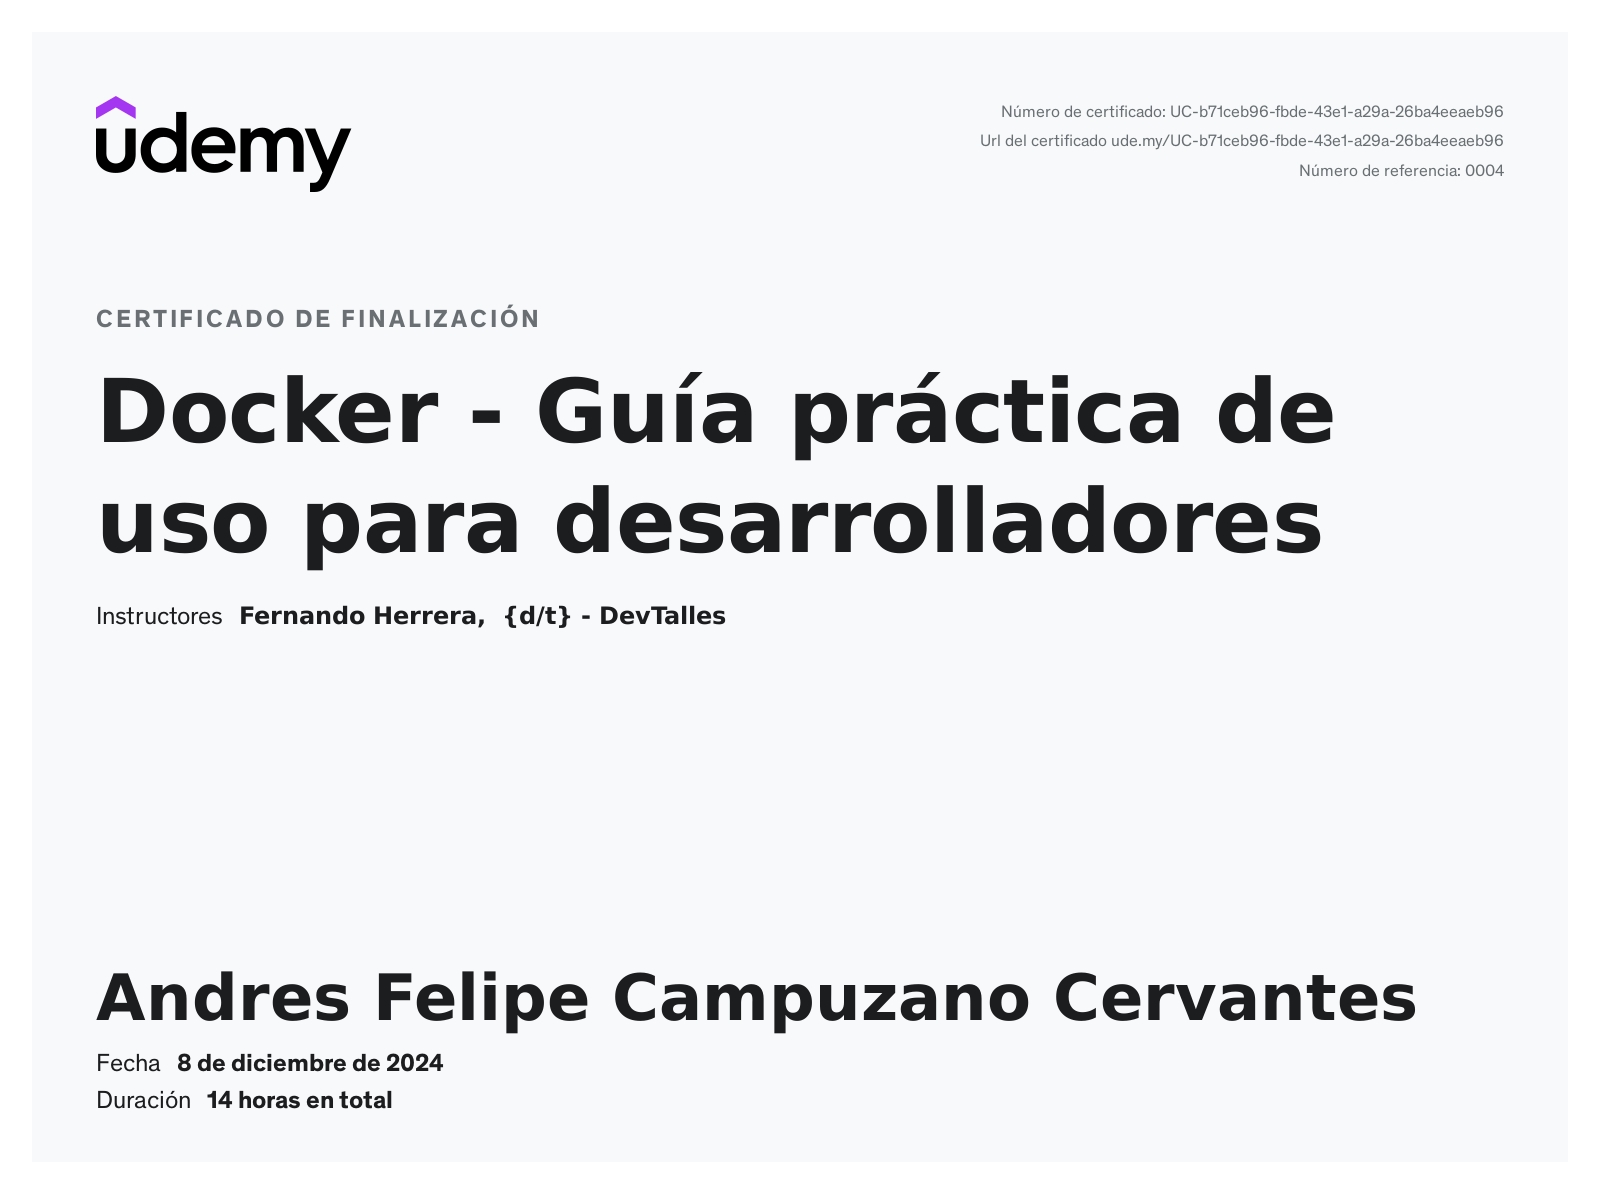 udemy
Número de certificado: UC-b71ceb96-fbde-43e1-a29a-26ba4eeaeb96
Url del certificado ude.my/UC-b71ceb96-fbde-43e1-a29a-26ba4eeaeb96
Número de referencia: 0004
CERTIFICADO DE FINALIZACIÓN
Docker - Guía práctica de
uso para desarrolladores
Instructores Fernando Herrera, {d/t} - DevTalles
Andres Felipe Campuzano Cervantes
Fecha 8 de diciembre de 2024
Duración 14 horas en total